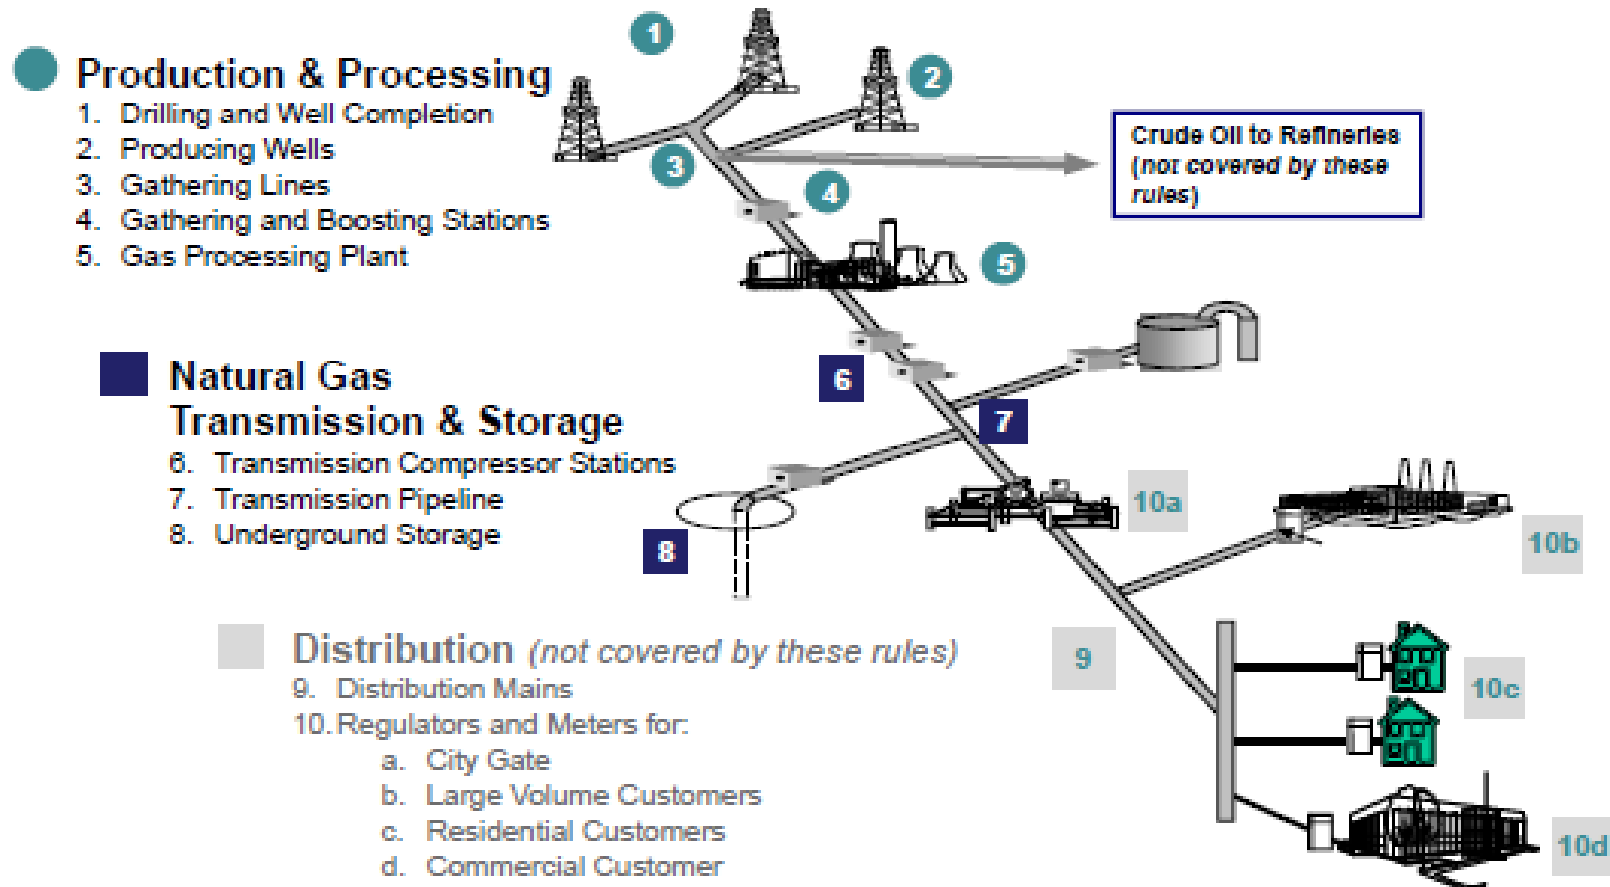 Production & Processing
1. Drilling and Well Completion
2. Producing Wells
3. Gathering Lines
4. Gathering and Boosting Stations
5. Gas Processing Plant
1
2
3
4
5
Crude Oil to Refineries
(not covered by these
rules)
Natural Gas
Transmission & Storage
6. Transmission Compressor Stations
7. Transmission Pipeline
8. Underground Storage
6
7
8
10a
10b
Distribution (not covered by these rules)
9. Distribution Mains
10. Regulators and Meters for:
a. City Gate
b. Large Volume Customers
c. Residential Customers
d. Commercial Customer
9
10c
10d